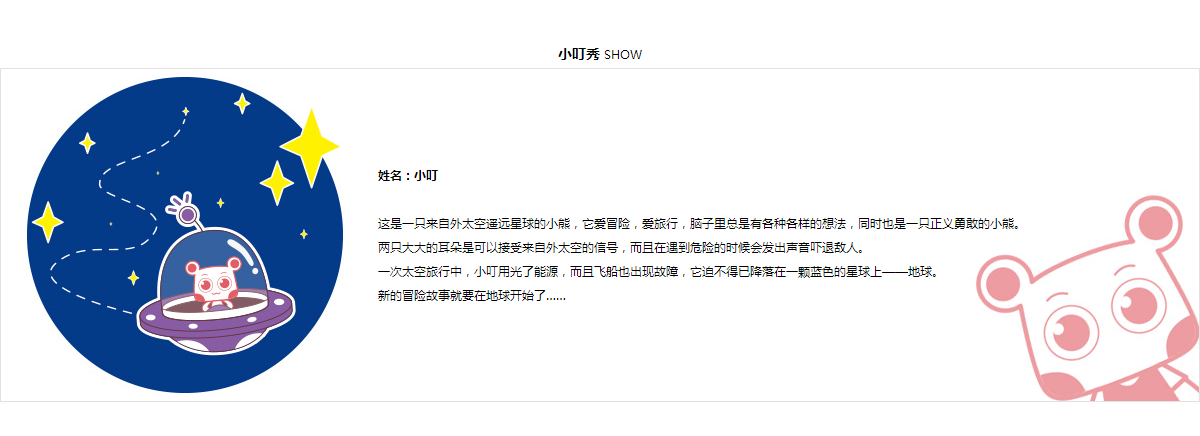 小叮秀 SHOW
姓名：小叮
这是一只来自外太空遥远星球的小熊，它爱冒险，爱旅行，脑子里总是有各种各样的想法，同时也是一只正义勇敢的小熊。
两只大大的耳朵是可以接受来自外太空的信号，而且在遇到危险的时候会发出声音吓退敌人。
一次太空旅行中，小叮用光了能源，而且飞船也出现故障，它迫不得已降落在一颗蓝色的星球上——地球。
新的冒险故事就要在地球开始了......